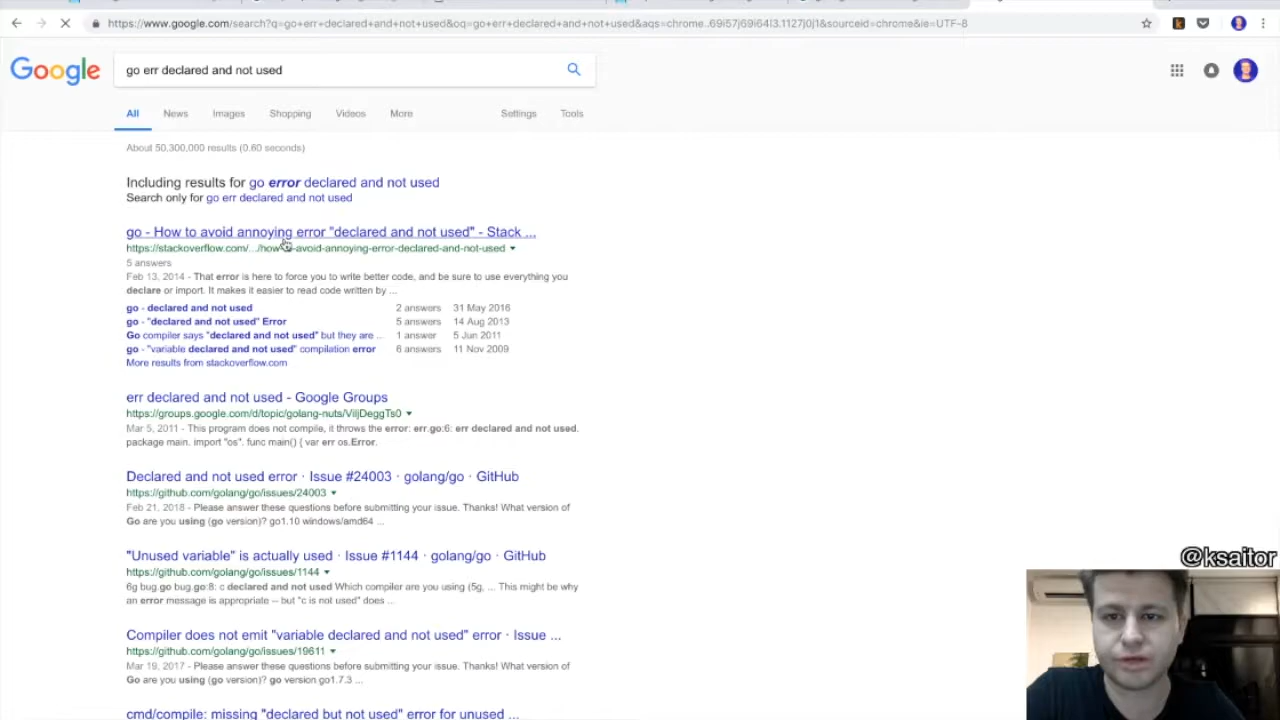 https://www.google.com/search?q=go+err+declared+and+not+used&oq=go+err+declared+and+not+used&aqs=chrome..69i57j69i64l3.1127j0j1&sourceid=chrome&ie=UTF-8
Google
go err declared and not used
All News Images Shopping Videos More Settings Tools
About 50,300,000 results (0.60 seconds)
Including results for go error declared and not used
Search only for go err declared and not used
go - How to avoid annoying error "declared and not used" - Stack ...
https://stackoverflow.com/.../how-to-avoid-annoying-error-declared-and-not-used
5 answers
Feb 13, 2014 - That error is here to force you to write better code, and be sure to use everything you
declare or import. It makes it easier to read code written by ...
go - declared and not used 2 answers 31 May 2016
go - "declared and not used" Error 5 answers 14 Aug 2013
Go compiler says "declared and not used" but they are ... 1 answer 5 Jun 2011
go - "variable declared and not used" compilation error 6 answers 11 Nov 2009
More results from stackoverflow.com
err declared and not used - Google Groups
https://groups.google.com/d/topic/golang-nuts/ViljDeggTs0
Mar 5, 2011 - This program does not compile, it throws the error: err.go:6: err declared and not used.
package main. import "os". func main() { var err os.Error.
Declared and not used error · Issue #24003 · golang/go · GitHub
https://github.com/golang/go/issues/24003
Feb 21, 2018 - Please answer these questions before submitting your issue. Thanks! What version of
Go are you using (go version)? go1.10 windows/amd64 ...
"Unused variable" is actually used · Issue #1144 · golang/go · GitHub
https://github.com/golang/go/issues/1144
6g bug.go bug.go:8: c declared and not used Which compiler are you using (5g, ... This might be why
an error message is appropriate -- but "c is not used" does ...
Compiler does not emit "variable declared and not used" error · Issue ...
https://github.com/golang/go/issues/19611
Mar 19, 2017 - Please answer these questions before submitting your issue. Thanks! What version of
Go are you using (go version)? go version go1.7.3 ...
cmd/compile: missing "declared but not used" error for unused ...
@ksaitor